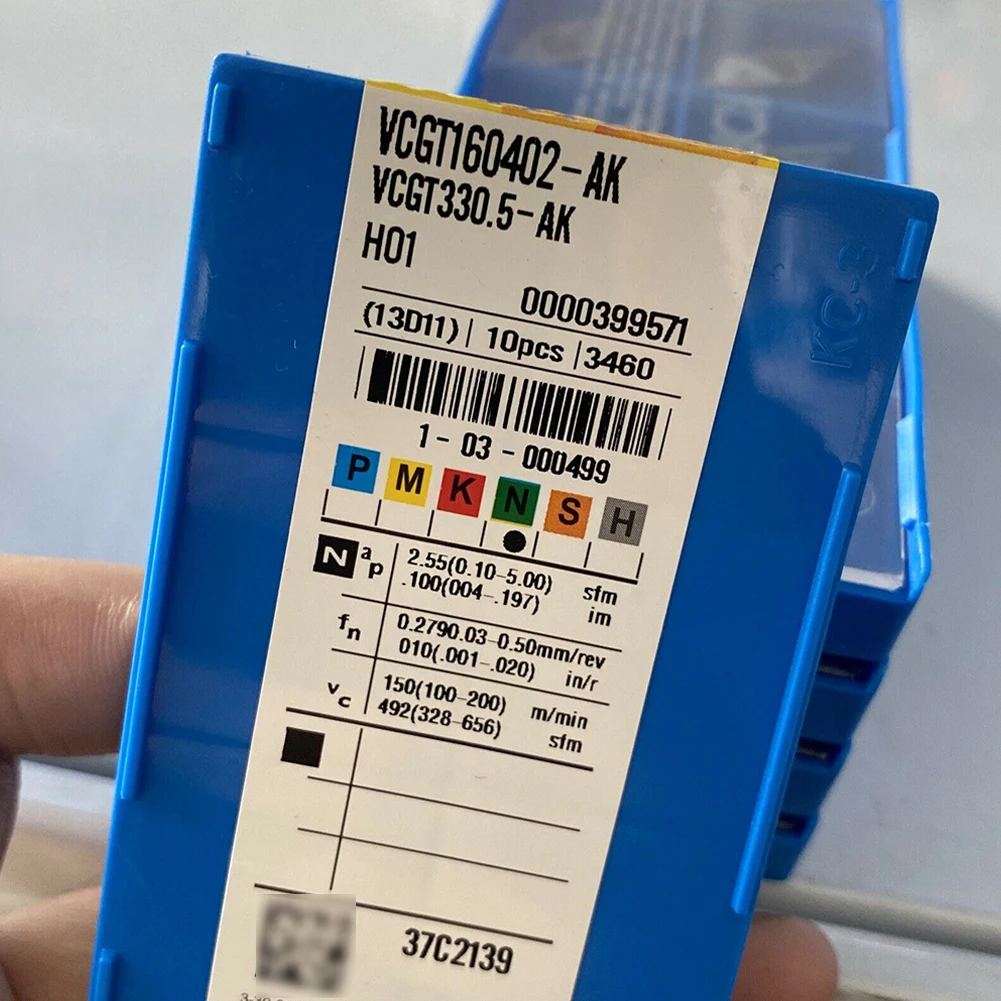 VCGT160402-AK
VCGT330.5-AK
H01
0000399571
(13D11) | 10pcs | 3460
1 - 03 - 000499
P M K N S H
N ap 2.55(0.10-5.00) sfm
.100(004-.197) im
fn 0.2790.03-0.50mm/rev
010(.001-.020) in/r
vc 150(100-200) m/min
492(328-656) sfm
37C2139
KC-3